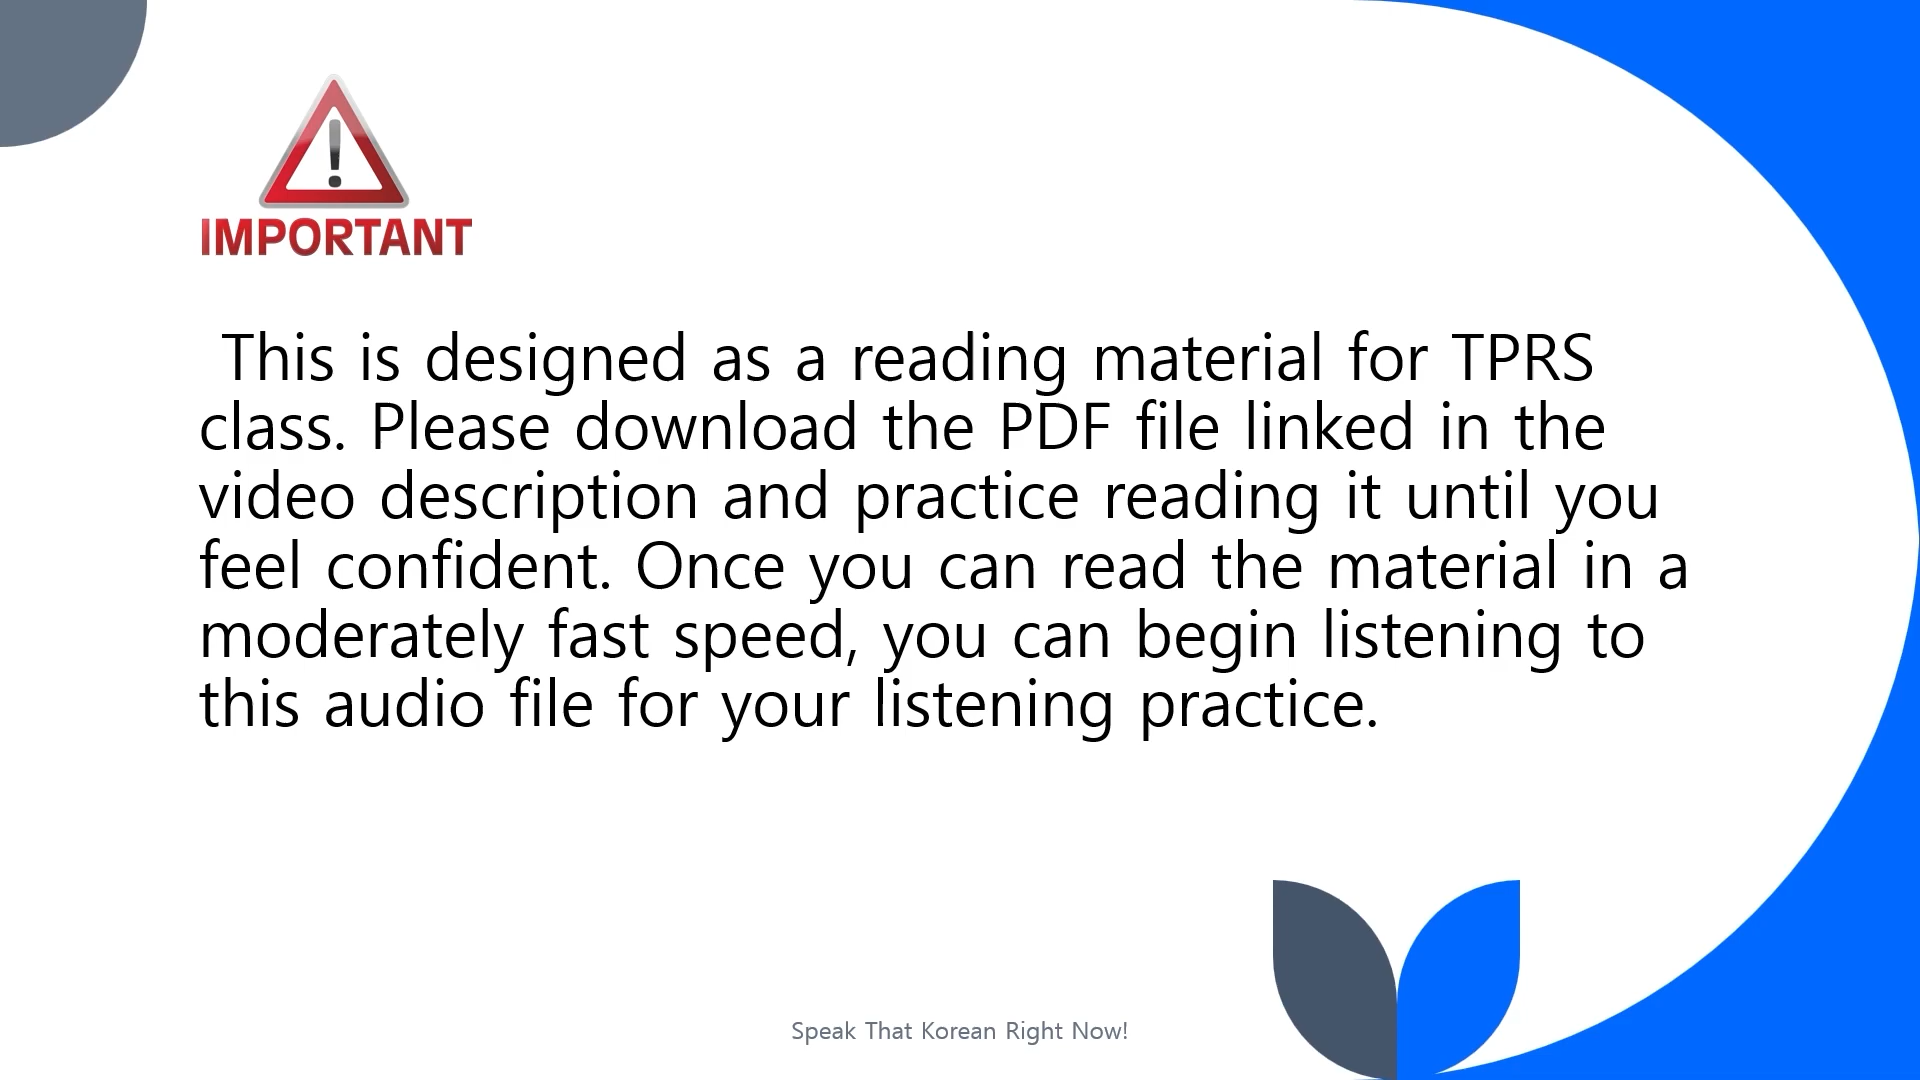 IMPORTANT
This is designed as a reading material for TPRS
class. Please download the PDF file linked in the
video description and practice reading it until you
feel confident. Once you can read the material in a
moderately fast speed, you can begin listening to
this audio file for your listening practice.
Speak That Korean Right Now!